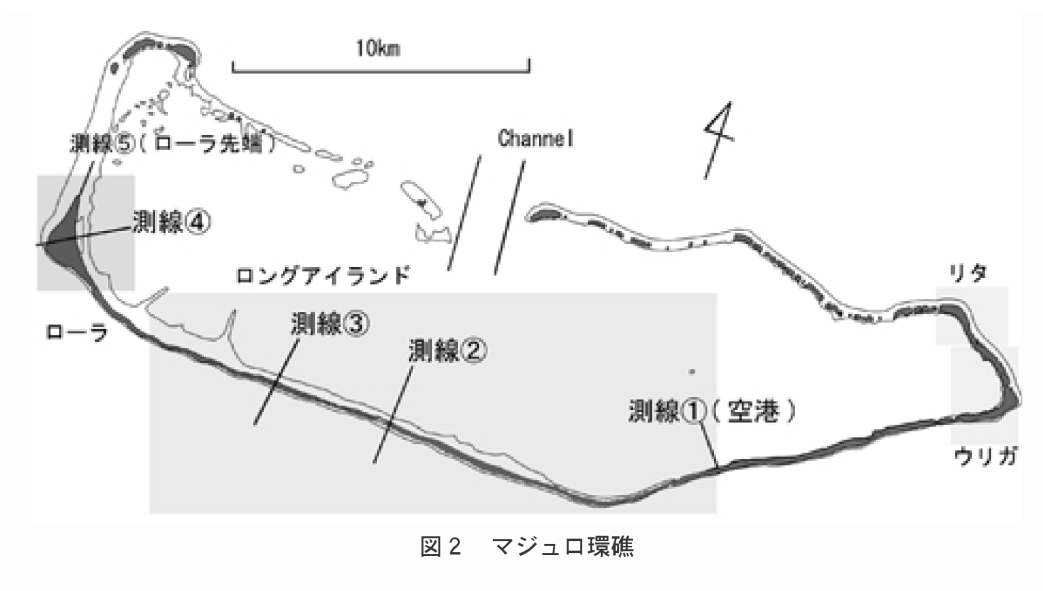 10km
Channel
測線⑤(ローラ先端)
測線④
ロングアイランド
リタ
ローラ
測線③
測線②
測線①(空港)
ウリガ
図2 マジュロ環礁